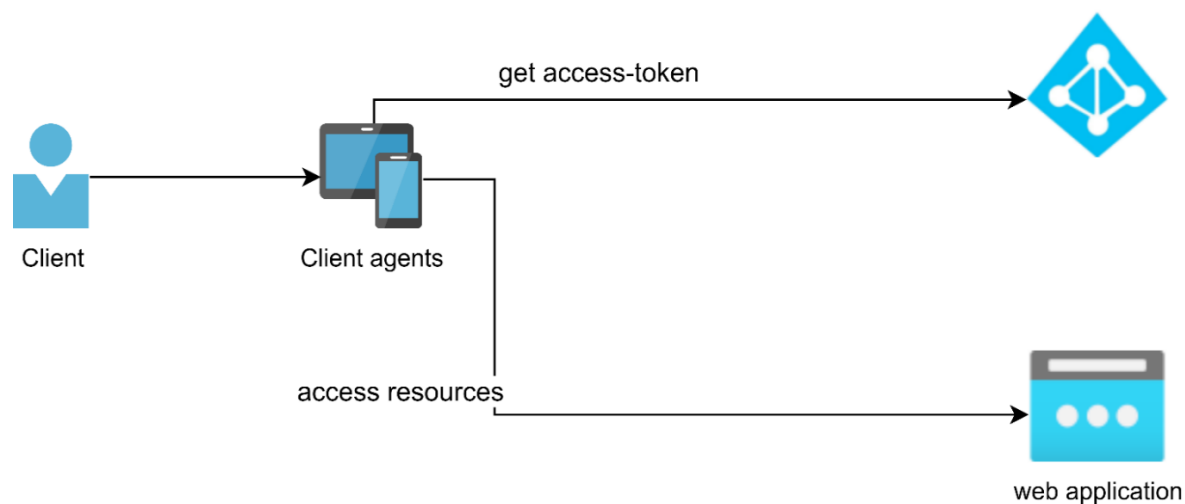 get access-token
Client
Client agents
access resources
web application